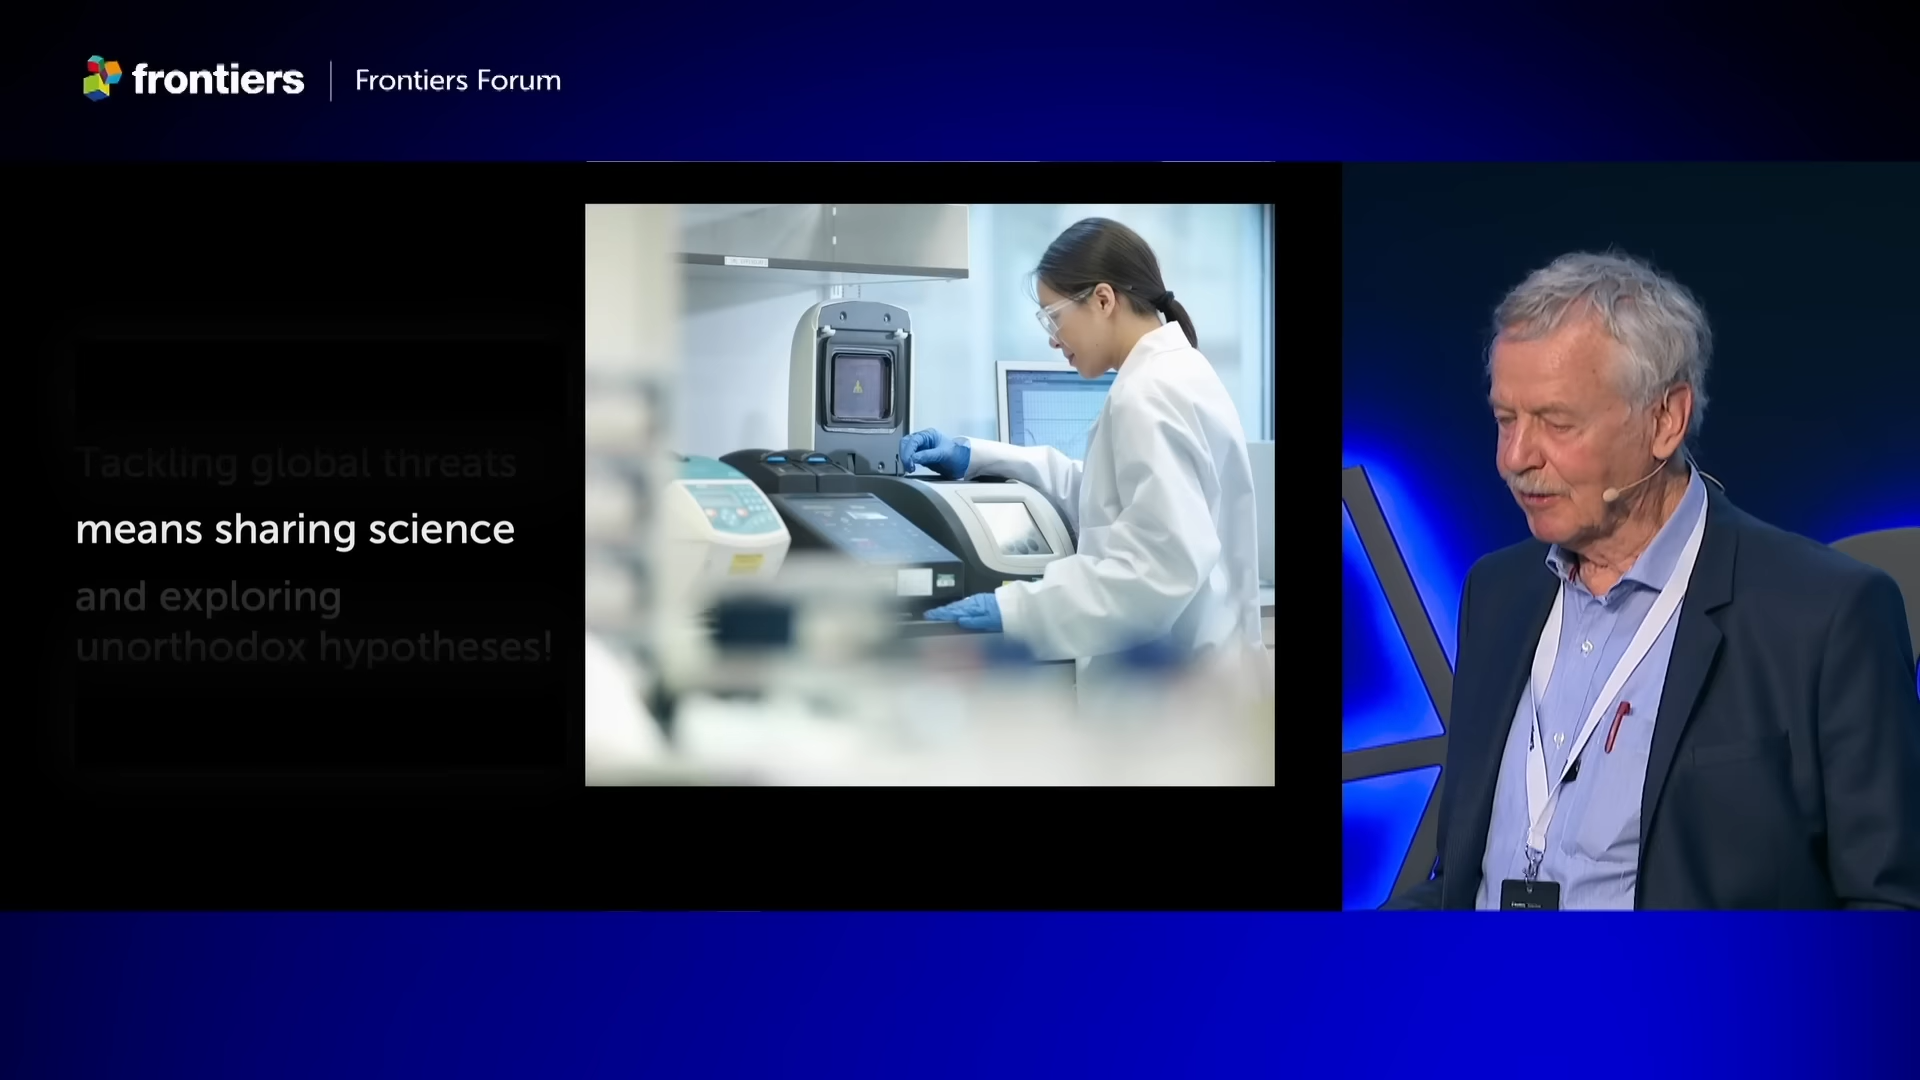 frontiers
Frontiers Forum
Tackling global threats
means sharing science
and exploring
unorthodox hypotheses!